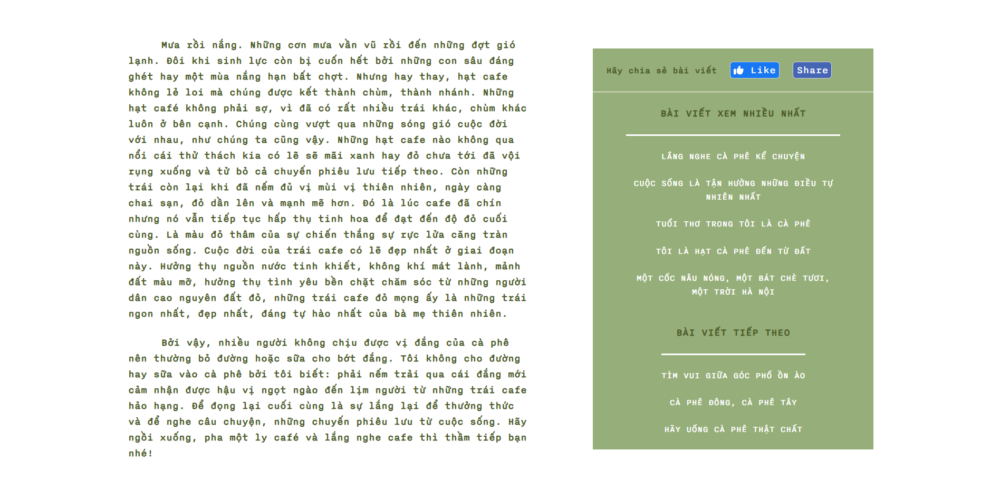 Mưa rồi nắng. Những cơn mưa vần vũ rồi đến những đợt gió
lạnh. Đôi khi sinh lực còn bị cuốn hết bởi những con sâu đáng
ghét hay một mùa nắng hạn bất chợt. Nhưng hay thay, hạt cafe
không lẻ loi mà chúng được kết thành chùm, thành nhánh. Những
hạt café không phải sợ, vì đã có rất nhiều trái khác, chùm khác
luôn ở bên cạnh. Chúng cùng vượt qua những sóng gió cuộc đời
với nhau, như chúng ta cũng vậy. Những hạt cafe nào không qua
nổi cái thử thách kia có lẽ sẽ mãi xanh hay đỏ chưa tới đã vội
rụng xuống và tử bỏ cả chuyến phiêu lưu tiếp theo. Còn những
trái còn lại khi đã nếm đủ vị mùi vị thiên nhiên, ngày càng
chai sạn, đỏ dần lên và mạnh mẽ hơn. Đó là lúc cafe đã chín
nhưng nó vẫn tiếp tục hấp thụ tinh hoa để đạt đến độ đỏ cuối
cùng. Là màu đỏ thâm của sự chiến thắng sự rực lửa căng tràn
nguồn sống. Cuộc đời của trái cafe có lẽ đẹp nhất ở giai đoạn
này. Hưởng thụ nguồn nước tinh khiết, không khí mát lành, mảnh
đất màu mỡ, hưởng thụ tình yêu bền chặt chăm sóc từ những người
dân cao nguyên đất đỏ, những trái cafe đỏ mọng ấy là những trái
ngon nhất, đẹp nhất, đáng tự hào nhất của bà mẹ thiên nhiên.
Bởi vậy, nhiều người không chịu được vị đắng của cà phê
nên thường bỏ đường hoặc sữa cho bớt đắng. Tôi không cho đường
hay sữa vào cà phê bởi tôi biết: phải nếm trải qua cái đắng mới
cảm nhận được hậu vị ngọt ngào đến lịm người từ những trái cafe
hảo hạng. Để đọng lại cuối cùng là sự lắng lại để thưởng thức
và để nghe câu chuyện, những chuyến phiêu lưu từ cuộc sống. Hãy
ngồi xuống, pha một ly café và lắng nghe cafe thì thầm tiếp bạn
nhé!
Hãy chia sẻ bài viết
Like
Share
BÀI VIẾT XEM NHIỀU NHẤT
LẮNG NGHE CÀ PHÊ KỂ CHUYỆN
CUỘC SỐNG LÀ TẬN HƯỞNG NHỮNG ĐIỀU TỰ
NHIÊN NHẤT
TUỔI THƠ TRONG TÔI LÀ CÀ PHÊ
TÔI LÀ HẠT CÀ PHÊ ĐẾN TỪ ĐẤT
MỘT CỐC NÂU NÓNG, MỘT BÁT CHÈ TƯƠI,
MỘT TRỜI HÀ NỘI
BÀI VIẾT TIẾP THEO
TÌM VUI GIỮA GÓC PHỐ ỒN ÀO
CÀ PHÊ ĐÔNG, CÀ PHÊ TÂY
HÃY UỐNG CÀ PHÊ THẬT CHẤT